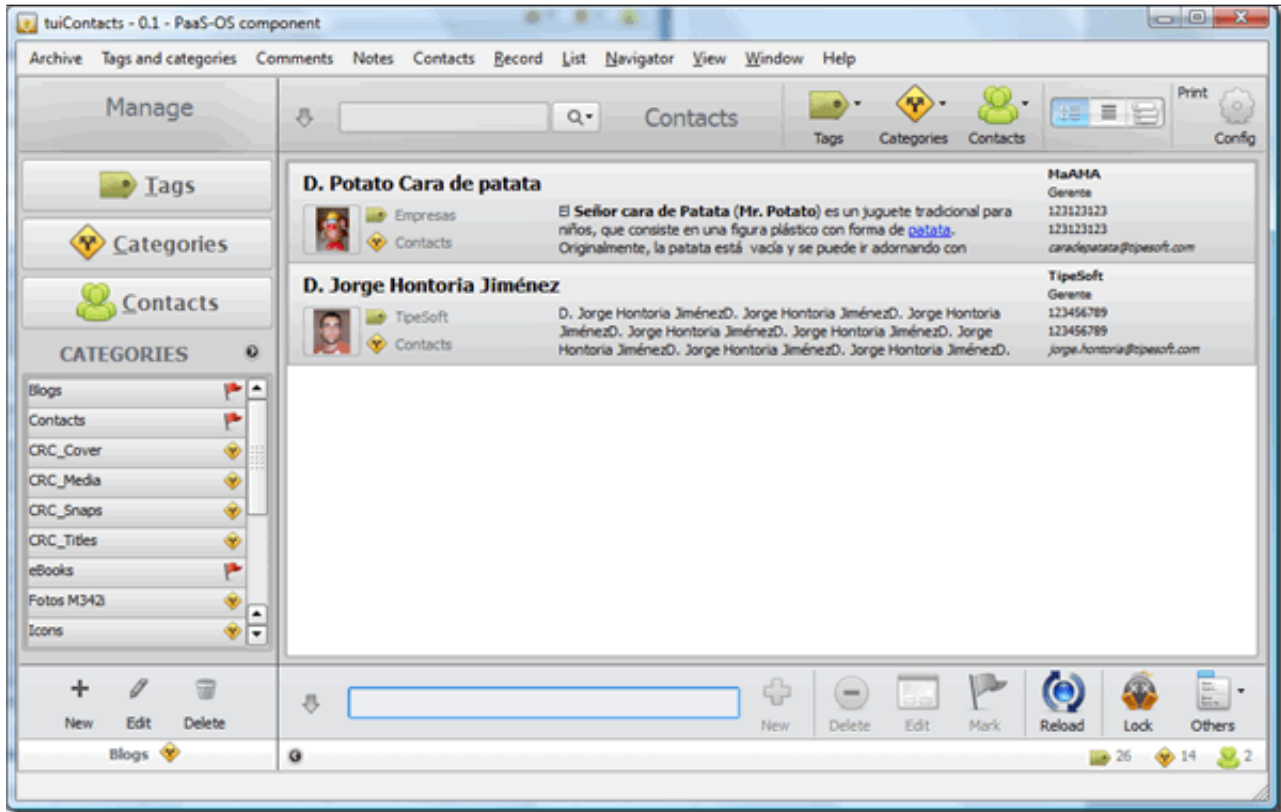 tuiContacts - 0.1 - PaaS-OS component
Archive Tags and categories Comments Notes Contacts Record List Navigator View Window Help
Manage
Contacts
Tags
Categories
Contacts
Print
Config
Tags
Categories
Contacts
CATEGORIES
Blogs
Contacts
CRC_Cover
CRC_Media
CRC_Snaps
CRC_Titles
eBooks
Fotos M342i
Icons
D. Potato Cara de patata
Empresas
Contacts
El Señor cara de Patata (Mr. Potato) es un juguete tradicional para
niños, que consiste en una figura plástico con forma de patata.
Originalmente, la patata está vacía y se puede ir adornando con
MaAMA
Gerente
123123123
123123123
caradepatata@tipesoft.com
D. Jorge Hontoria Jiménez
TipeSoft
Contacts
D. Jorge Hontoria JiménezD. Jorge Hontoria JiménezD. Jorge Hontoria
JiménezD. Jorge Hontoria JiménezD. Jorge Hontoria JiménezD. Jorge
Hontoria JiménezD. Jorge Hontoria JiménezD. Jorge Hontoria JiménezD.
TipeSoft
Gerente
123456789
123456789
jorge.hontoria@tipesoft.com
New Edit Delete
New
Delete
Edit
Mark
Reload
Lock
Others
Blogs
26 14 2